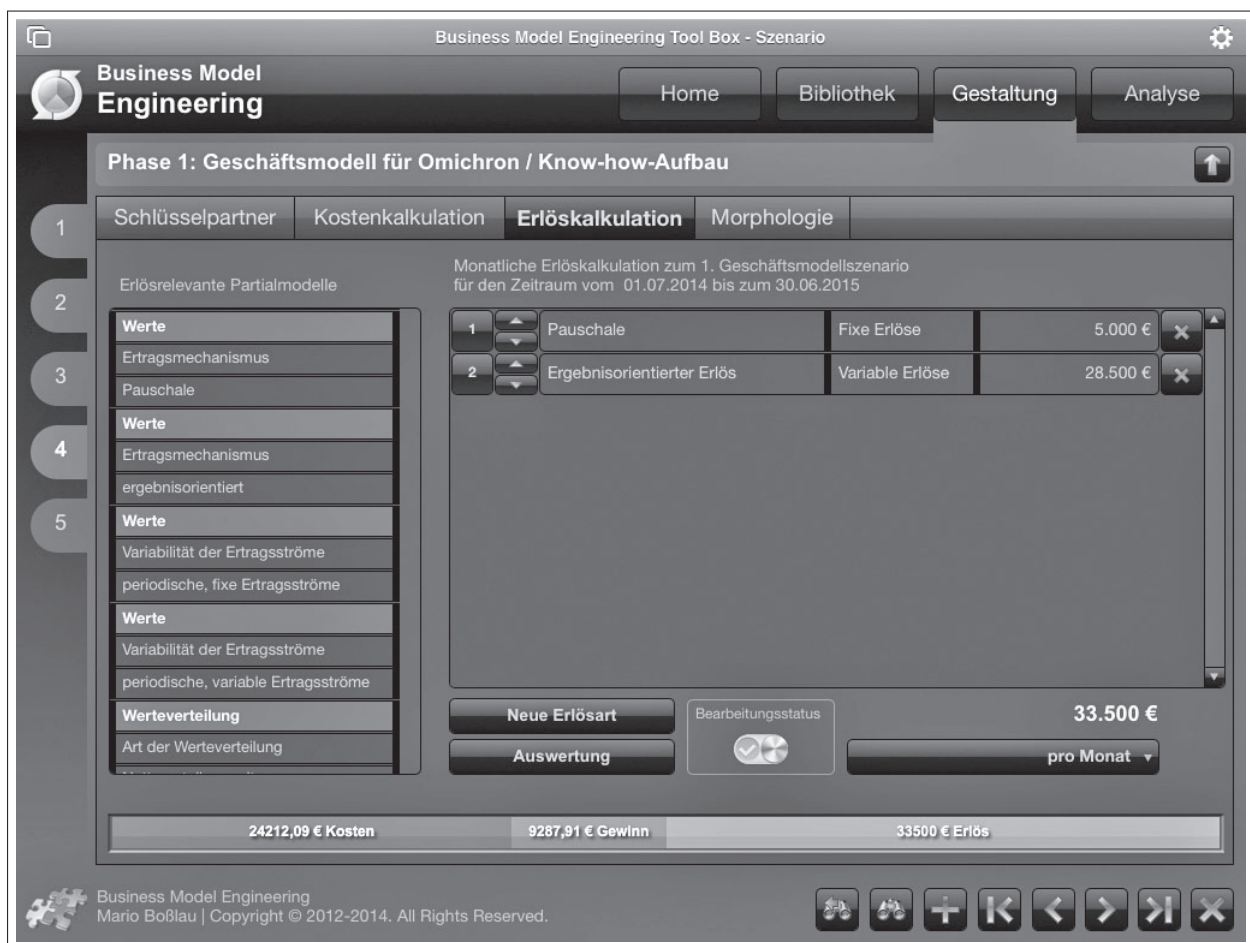 Business Model Engineering Tool Box - Szenario
Business Model
Engineering
Home
Bibliothek
Gestaltung
Analyse
Phase 1: Geschäftsmodell für Omichron / Know-how-Aufbau
1
2
3
4
5
Schlüsselpartner
Kostenkalkulation
Erlöskalkulation
Morphologie
Erlösrelevante Partialmodelle
Werte
Ertragsmechanismus
Pauschale
Werte
Ertragsmechanismus
ergebnisorientiert
Werte
Variabilität der Ertragsströme
periodische, fixe Ertragsströme
Werte
Variabilität der Ertragsströme
periodische, variable Ertragsströme
Werteverteilung
Art der Werteverteilung
Monatliche Erlöskalkulation zum 1. Geschäftsmodellszenario
für den Zeitraum vom 01.07.2014 bis zum 30.06.2015
1 Pauschale Fixe Erlöse 5.000 €
2 Ergebnisorientierter Erlös Variable Erlöse 28.500 €
Neue Erlösart
Auswertung
Bearbeitungsstatus
33.500 €
pro Monat
24212,09 € Kosten
9287,91 € Gewinn
33500 € Erlös
Business Model Engineering
Mario Boßlau | Copyright © 2012-2014. All Rights Reserved.